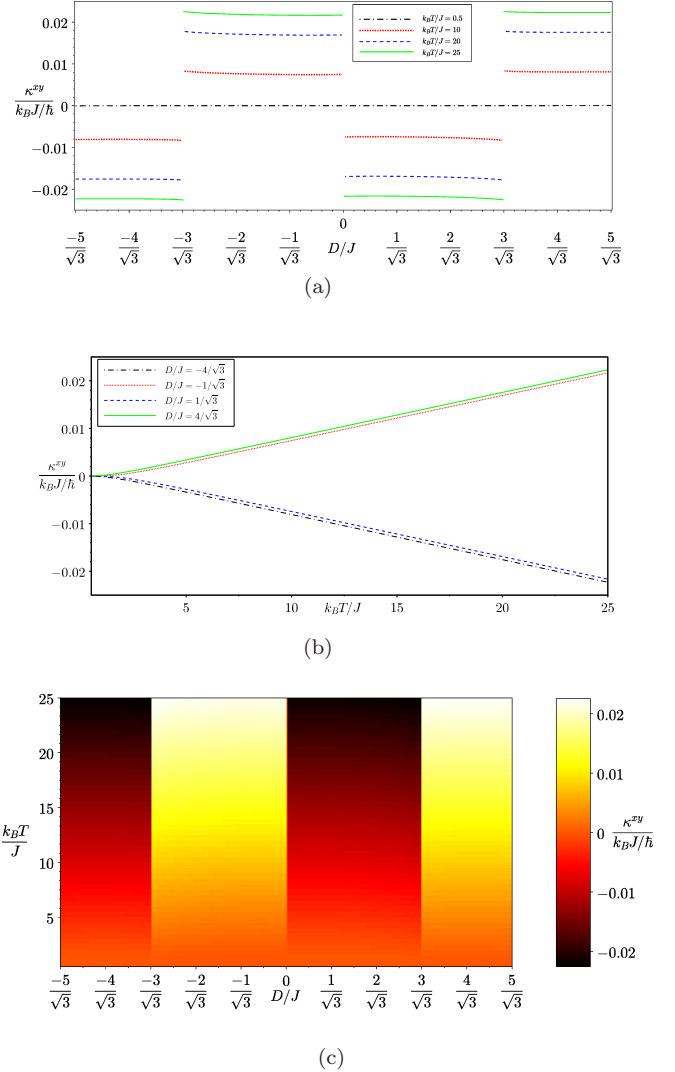 0.02
0.01
0
−0.01
−0.02
κ^{xy}
k_BJ/ℏ
k_BT/J = 0.5
k_BT/J = 10
k_BT/J = 20
k_BT/J = 25
0
−5 −4 −3 −2 −1 D/J 1 2 3 4 5
√3 √3 √3 √3 √3 √3 √3 √3 √3 √3
(a)
D/J = −4/√3
D/J = −1/√3
D/J = 1/√3
D/J = 4/√3
0.02
0.01
0
−0.01
−0.02
κ^{xy}
k_BJ/ℏ
5 10 k_BT/J 15 20 25
(b)
25
20
15
10
5
k_BT
J
−5 −4 −3 −2 −1 0 1 2 3 4 5
√3 √3 √3 √3 √3 D/J √3 √3 √3 √3 √3
0.02
0.01
0
−0.01
−0.02
κ^{xy}
k_BJ/ℏ
(c)